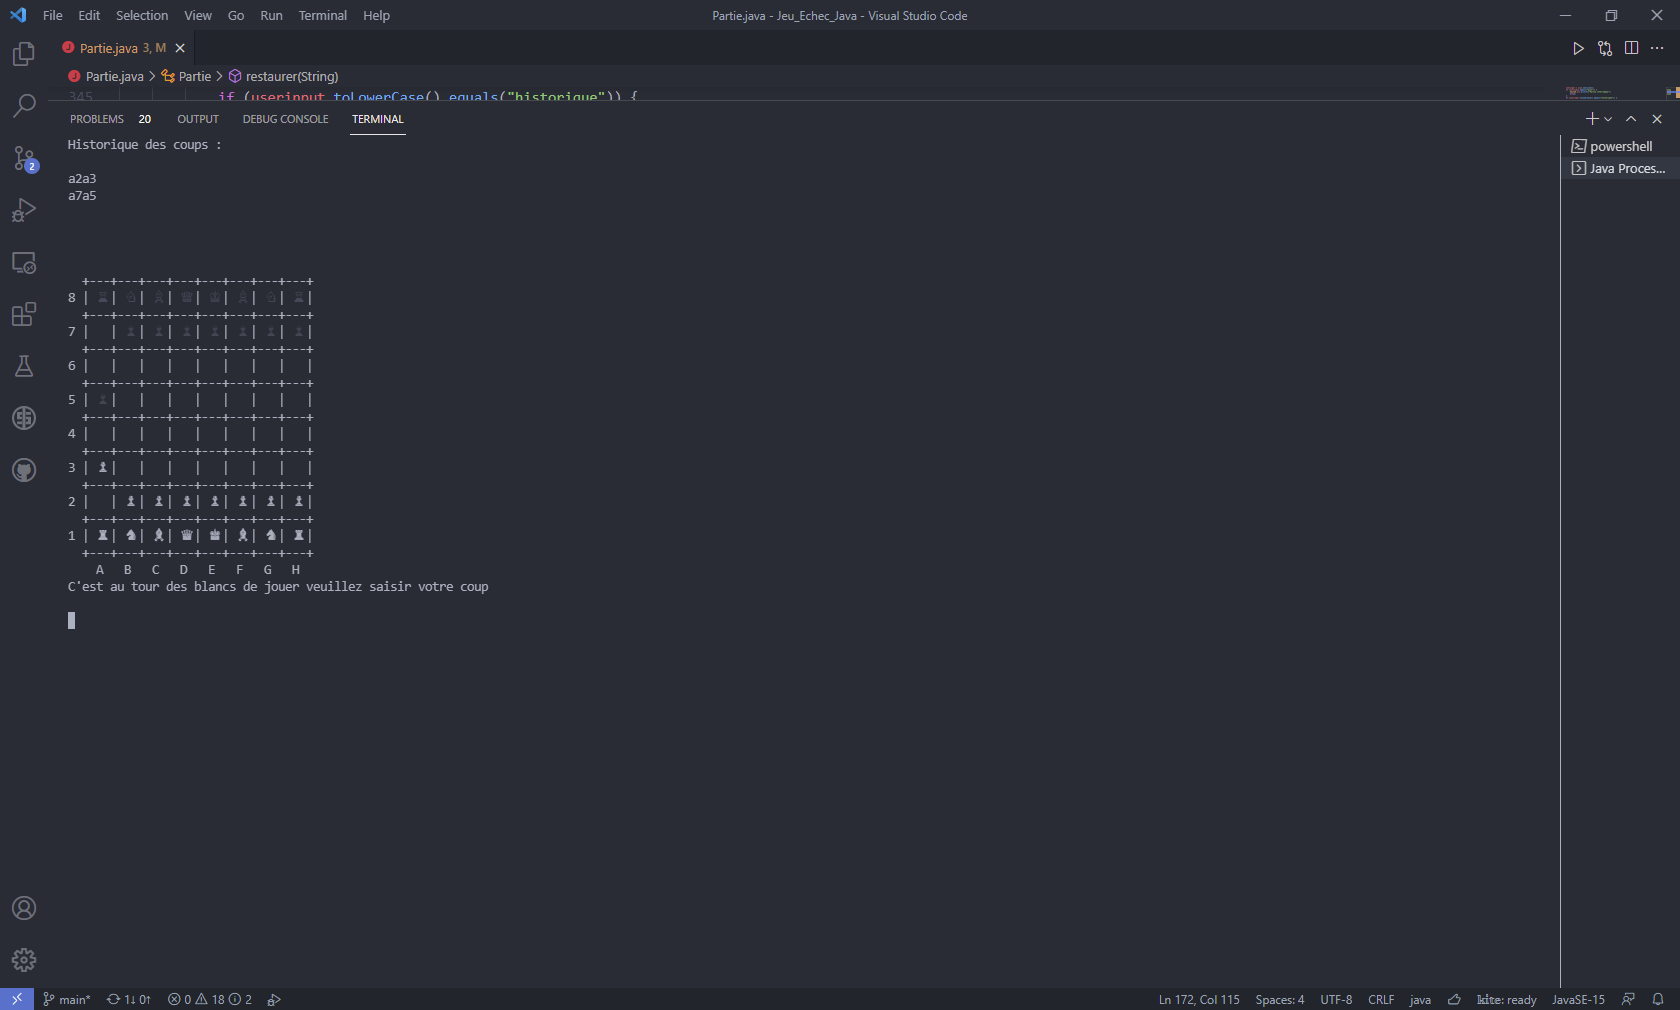 File Edit Selection View Go Run Terminal Help
Partie.java - Jeu_Echec_Java - Visual Studio Code
Partie.java 3, M
Partie.java > Partie > restaurer(String)
345 if (userinput.toLowerCase().equals("historique")) {
PROBLEMS 20 OUTPUT DEBUG CONSOLE TERMINAL
powershell
Java Proces...
2
Historique des coups :
a2a3
a7a5
+---+---+---+---+---+---+---+---+
8 | ♜| ♞| ♝| ♛| ♚| ♝| ♞| ♜|
+---+---+---+---+---+---+---+---+
7 |   | ♟| ♟| ♟| ♟| ♟| ♟| ♟|
+---+---+---+---+---+---+---+---+
6 |   |   |   |   |   |   |   |   |
+---+---+---+---+---+---+---+---+
5 | ♟|   |   |   |   |   |   |   |
+---+---+---+---+---+---+---+---+
4 |   |   |   |   |   |   |   |   |
+---+---+---+---+---+---+---+---+
3 | ♟|   |   |   |   |   |   |   |
+---+---+---+---+---+---+---+---+
2 |   | ♟| ♟| ♟| ♟| ♟| ♟| ♟|
+---+---+---+---+---+---+---+---+
1 | ♜| ♞| ♝| ♛| ♚| ♝| ♞| ♜|
+---+---+---+---+---+---+---+---+
A B C D E F G H
C'est au tour des blancs de jouer veuillez saisir votre coup
main* 1↓ 0↑ 0 18 2
Ln 172, Col 115 Spaces: 4 UTF-8 CRLF java kite: ready JavaSE-15